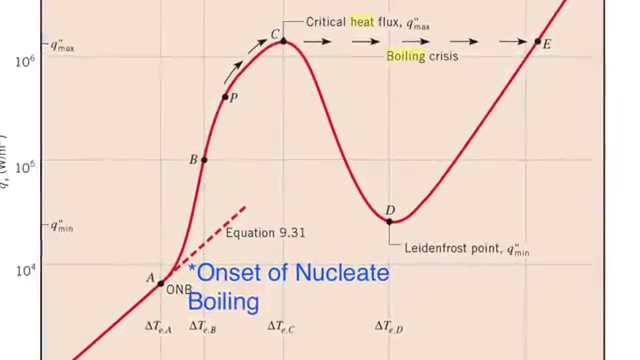 Critical heat flux, q"max
q"max
C
E
10⁶
Boiling crisis
P
B
10⁵
D
q"min
Equation 9.31
Leidenfrost point, q"min
10⁴
A
*Onset of Nucleate
ONB
Boiling
ΔTe,A ΔTe,B ΔTe,C ΔTe,D